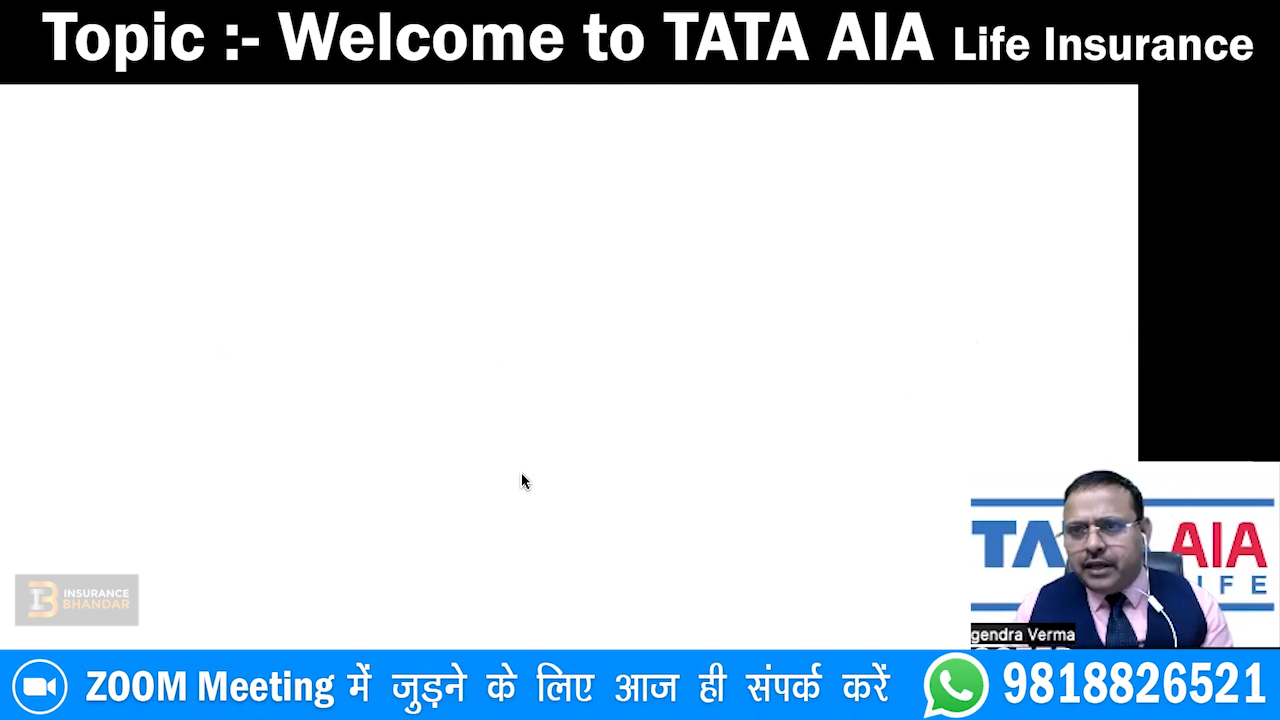 Topic :- Welcome to TATA AIA Life Insurance
TATA AIA
LIFE
INSURANCE
BHANDAR
gendra Verma
ZOOM Meeting में जुड़ने के लिए आज ही संपर्क करें
9818826521